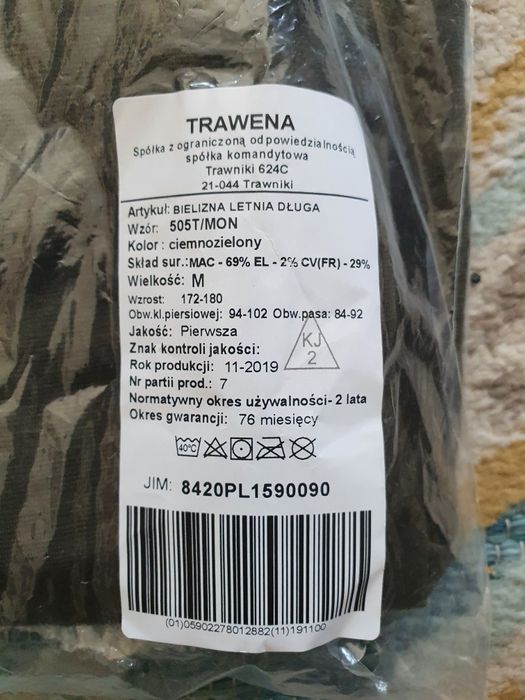 TRAWENA
Spółka z ograniczoną odpowiedzialnością
spółka komandytowa
Trawniki 624C
21-044 Trawniki
Artykuł: BIELIZNA LETNIA DŁUGA
Wzór: 505T/MON
Kolor : ciemnozielony
Skład sur.: MAC - 69% EL - 2% CV(FR) - 29%
Wielkość: M
Wzrost: 172-180
Obw.kl.piersiowej: 94-102 Obw.pasa: 84-92
Jakość: Pierwsza
Znak kontroli jakości:
KJ
2
Rok produkcji: 11-2019
Nr partii prod.: 7
Normatywny okres używalności- 2 lata
Okres gwarancji: 76 miesięcy
40°C
JIM: 8420PL1590090
(01)05902278012882(11)191100